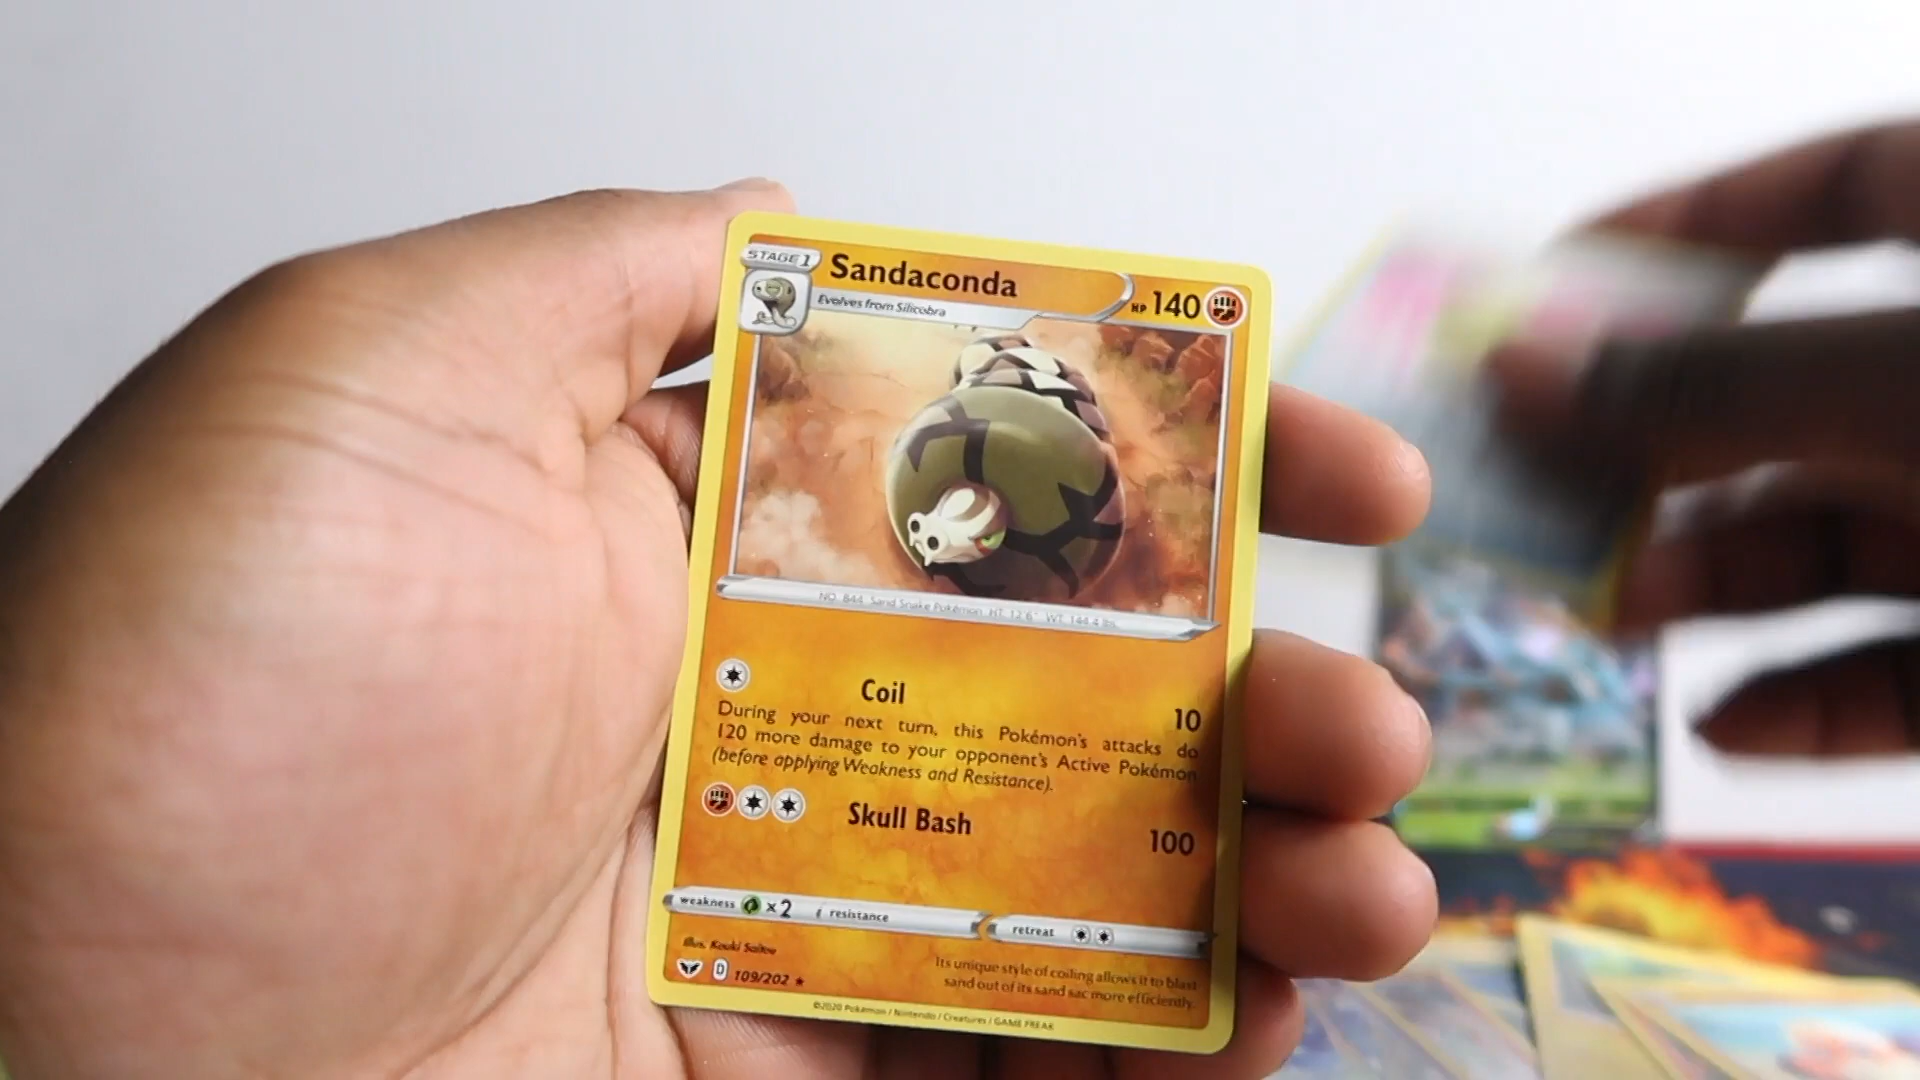 STAGE 1
Sandaconda
HP 140
Evolves from Silicobra
NO. 844 Sand Snake Pokémon HT: 12'6" WT: 144.4 lbs.
Coil 10
During your next turn, this Pokémon's attacks do
120 more damage to your opponent's Active Pokémon
(before applying Weakness and Resistance).
Skull Bash 100
weakness ×2 resistance
retreat
Illus. Kouki Saitou
D 109/202 ★
Its unique style of coiling allows it to blast
sand out of its sand sac more efficiently.
©2020 Pokémon / Nintendo / Creatures / GAME FREAK